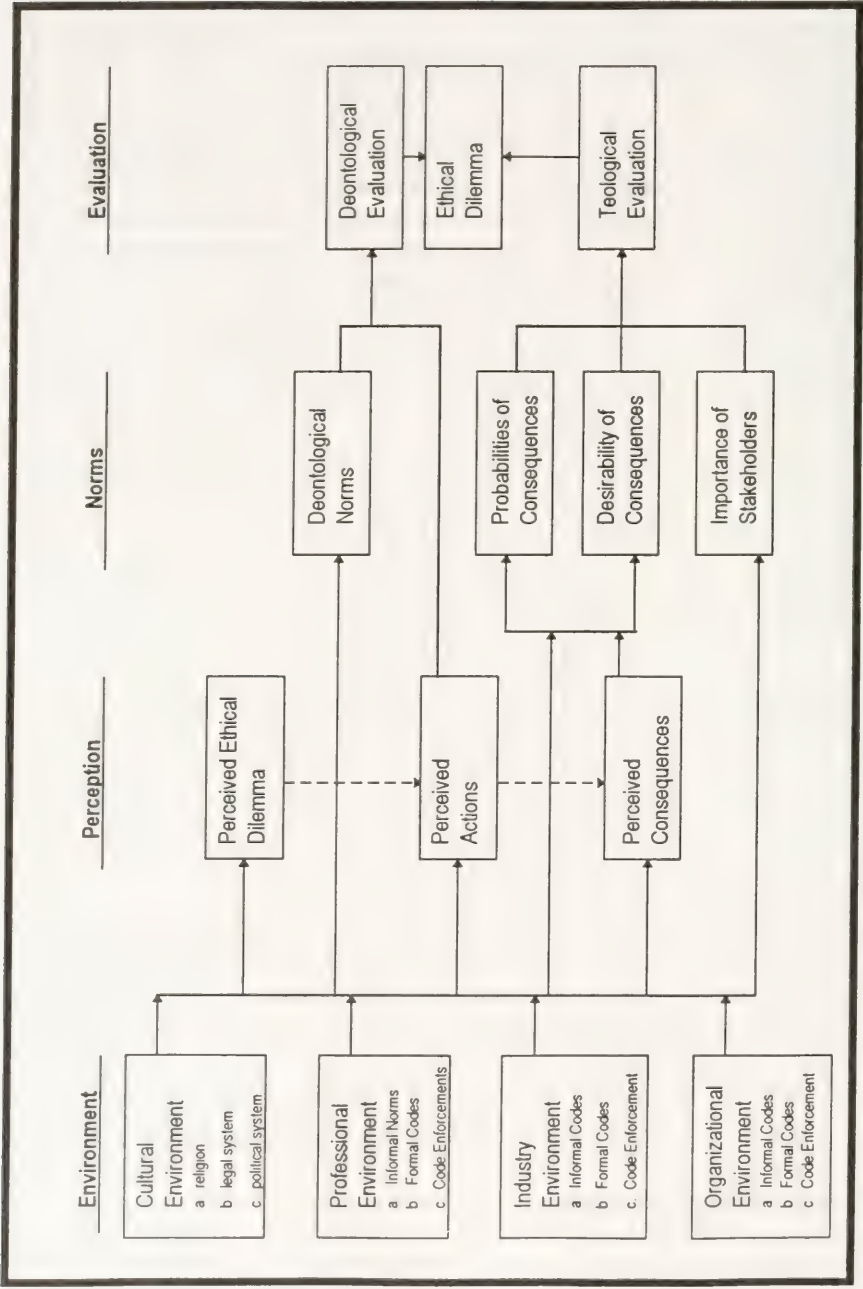 Environment
Perception
Norms
Evaluation
Cultural
Environment
a religion
b legal system
c political system
Professional
Environment
a Informal Norms
b Formal Codes
c Code Enforcements
Industry
Environment
a Informal Codes
b Formal Codes
c. Code Enforcement
Organizational
Environment
a Informal Codes
b Formal Codes
c Code Enforcement
Perceived Ethical
Dilemma
Perceived
Actions
Perceived
Consequences
Deontological
Norms
Probabilities of
Consequences
Desirability of
Consequences
Importance of
Stakeholders
Deontological
Evaluation
Ethical
Dilemma
Teological
Evaluation